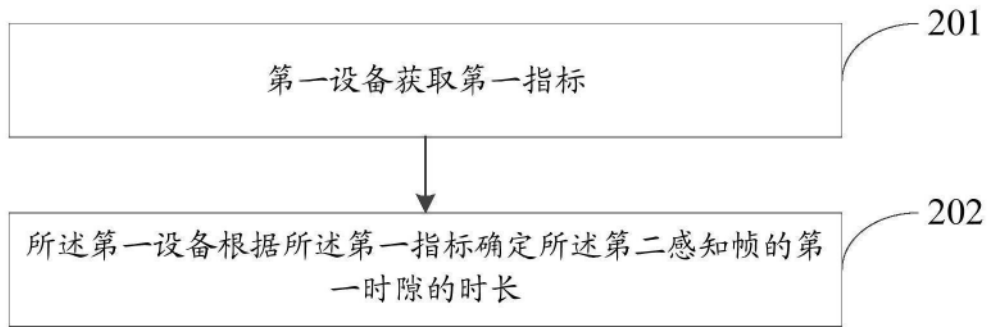 201
第一设备获取第一指标
202
所述第一设备根据所述第一指标确定所述第二感知帧的第
一时隙的时长